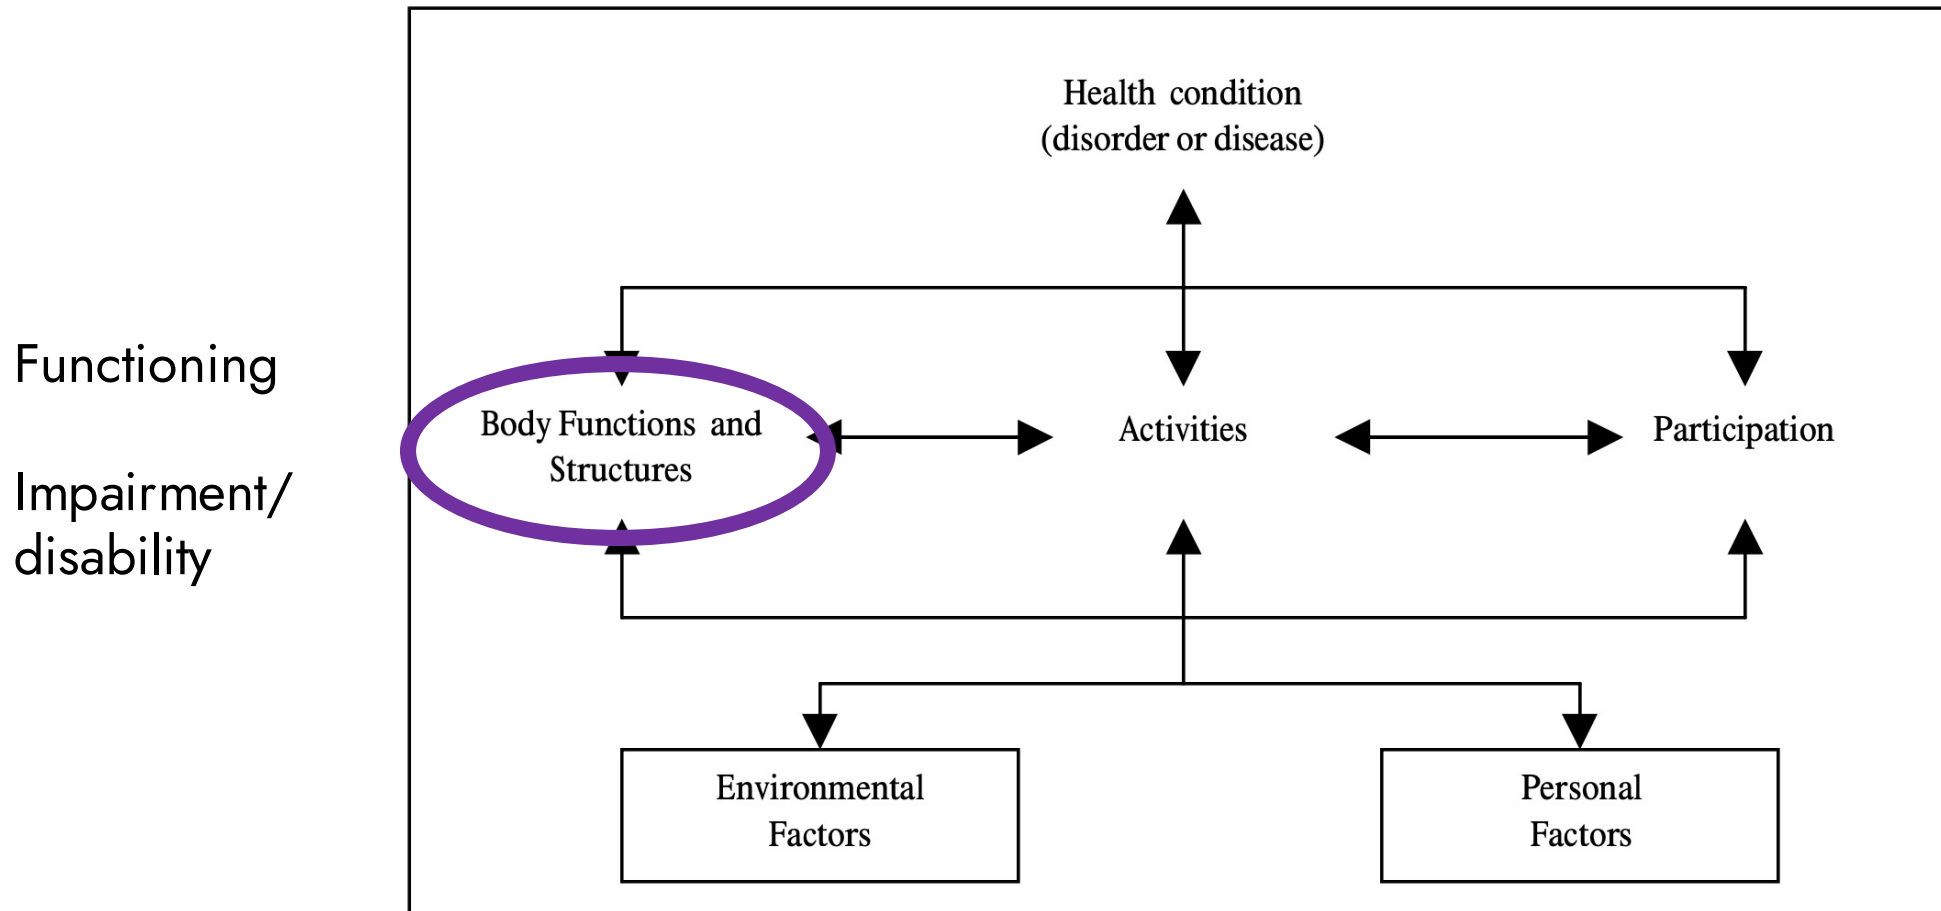 Health condition
(disorder or disease)
Functioning
Impairment/
disability
Body Functions and
Structures
Activities
Participation
Environmental
Factors
Personal
Factors